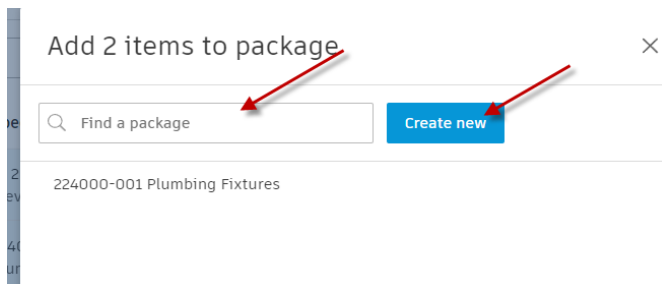 Add 2 items to package
Find a package
Create new
224000-001 Plumbing Fixtures